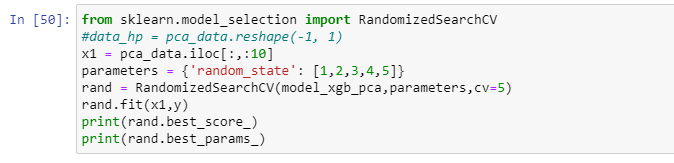 In [50]: from sklearn.model_selection import RandomizedSearchCV
#data_hp = pca_data.reshape(-1, 1)
x1 = pca_data.iloc[:,:10]
parameters = {'random_state': [1,2,3,4,5]}
rand = RandomizedSearchCV(model_xgb_pca,parameters,cv=5)
rand.fit(x1,y)
print(rand.best_score_)
print(rand.best_params_)